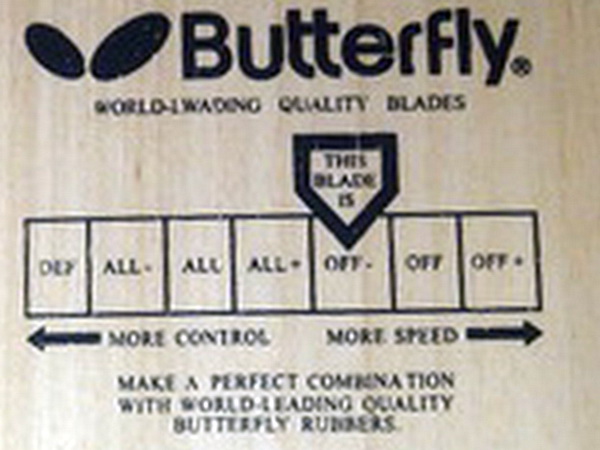 Butterfly®
WORLD-LWADING QUALITY BLADES
THIS
BLADE
IS
DEF ALL- ALL ALL+ OFF- OFF OFF+
MORE CONTROL MORE SPEED
MAKE A PERFECT COMBINATION
WITH WORLD-LEADING QUALITY
BUTTERFLY RUBBERS.